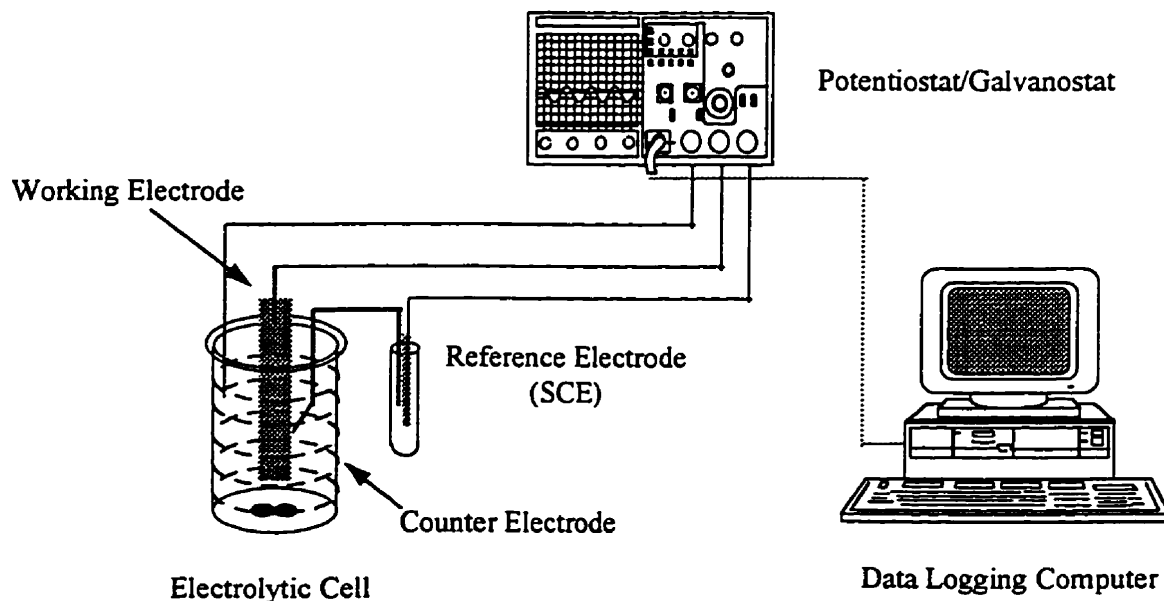 Potentiostat/Galvanostat
Working Electrode
Reference Electrode
(SCE)
Counter Electrode
Electrolytic Cell
Data Logging Computer